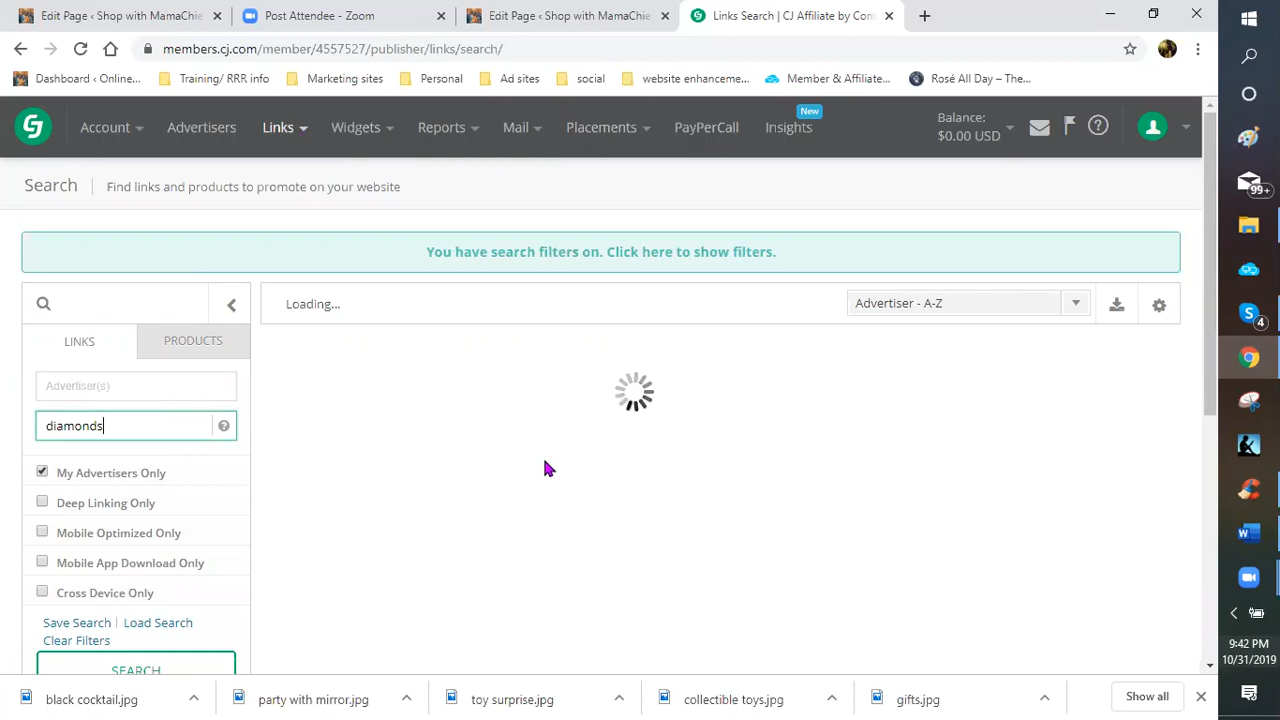 Edit Page ‹ Shop with MamaChie
Post Attendee - Zoom
Edit Page ‹ Shop with MamaChie
Links Search | CJ Affiliate by Con
members.cj.com/member/4557527/publisher/links/search/
Dashboard ‹ Online...
Training/ RRR info
Marketing sites
Personal
Ad sites
social
website enhanceme...
Member & Affiliate...
Rosé All Day – The...
Account
Advertisers
Links
Widgets
Reports
Mail
Placements
PayPerCall
New
Insights
Balance:
$0.00 USD
Search
Find links and products to promote on your website
You have search filters on. Click here to show filters.
Loading...
Advertiser - A-Z
LINKS
PRODUCTS
Advertiser(s)
diamonds
My Advertisers Only
Deep Linking Only
Mobile Optimized Only
Mobile App Download Only
Cross Device Only
Save Search
Load Search
Clear Filters
SEARCH
black cocktail.jpg
party with mirror.jpg
toy surprise.jpg
collectible toys.jpg
gifts.jpg
Show all
99+
4
9:42 PM
10/31/2019